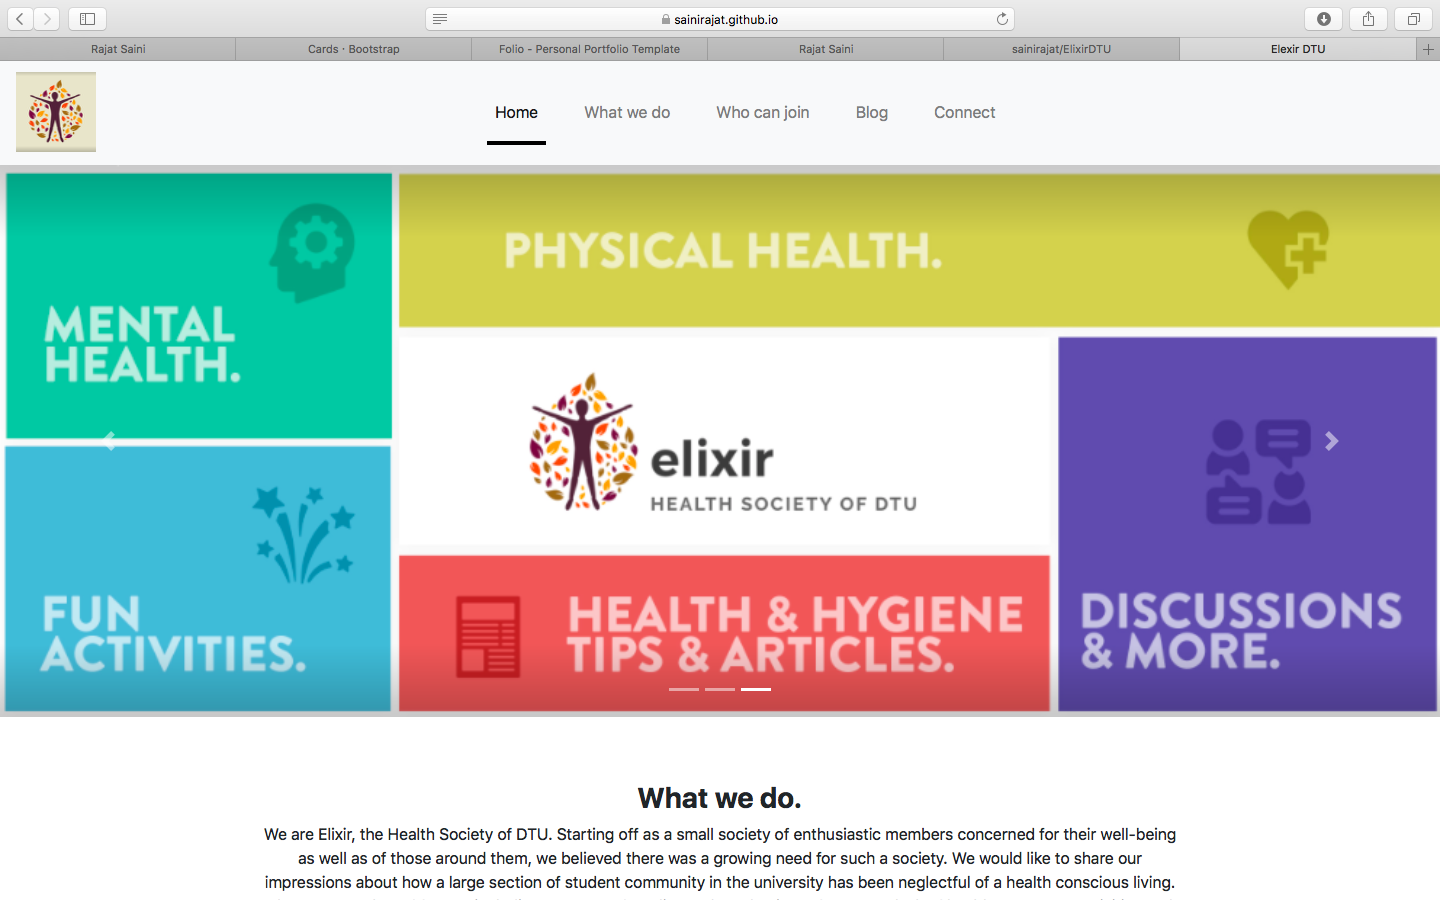 sainirajat.github.io
Rajat Saini
Cards · Bootstrap
Folio - Personal Portfolio Template
Rajat Saini
sainirajat/ElixirDTU
Elexir DTU
Home
What we do
Who can join
Blog
Connect
MENTAL
HEALTH.
PHYSICAL HEALTH.
elixir
HEALTH SOCIETY OF DTU
FUN
ACTIVITIES.
HEALTH & HYGIENE
TIPS & ARTICLES.
DISCUSSIONS
& MORE.
What we do.
We are Elixir, the Health Society of DTU. Starting off as a small society of enthusiastic members concerned for their well-being
as well as of those around them, we believed there was a growing need for such a society. We would like to share our
impressions about how a large section of student community in the university has been neglectful of a health conscious living.